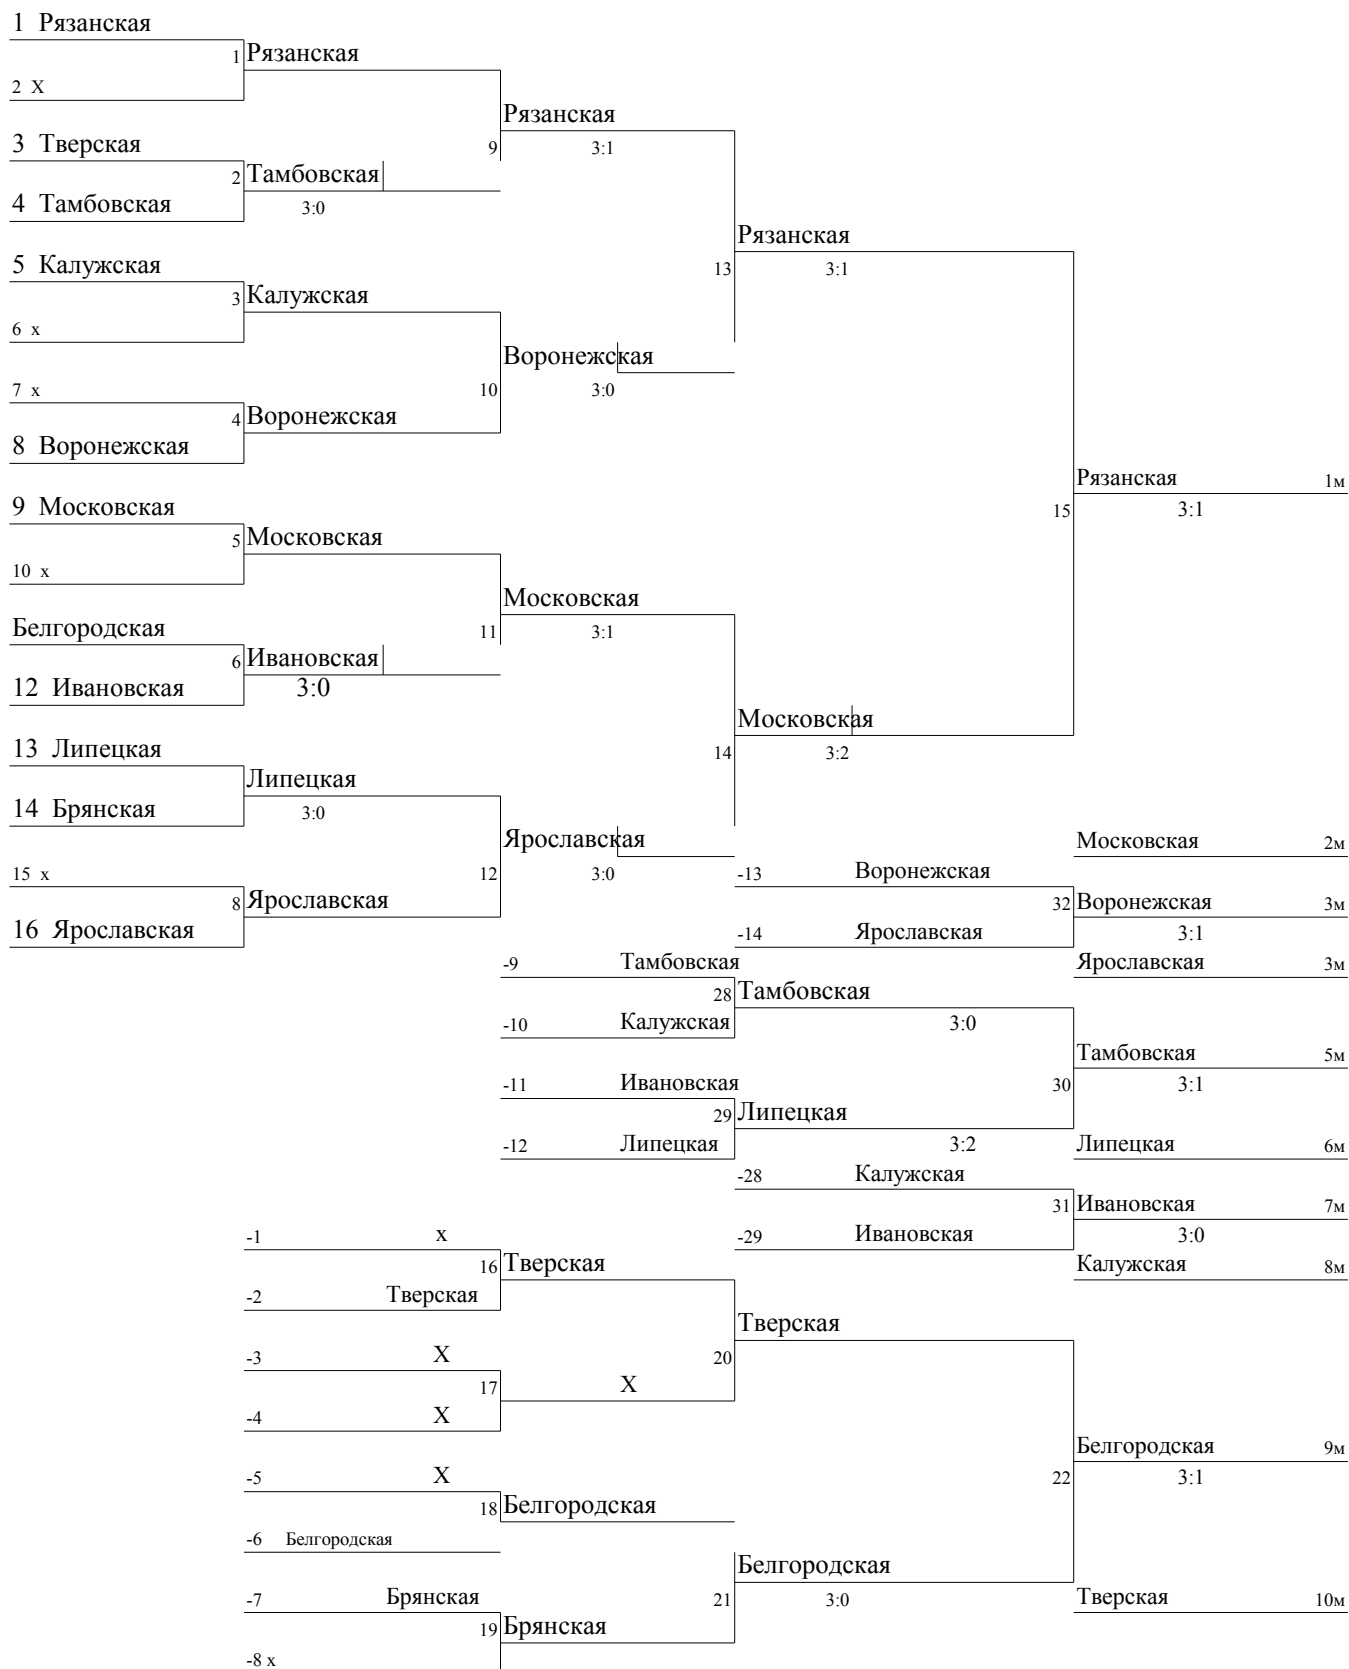 1 Рязанская
1 Рязанская
2 Х
Рязанская
3 Тверская
9 3:1
2 Тамбовская
4 Тамбовская
3:0
Рязанская
5 Калужская
13 3:1
3 Калужская
6 х
Воронежская
7 х
10 3:0
4 Воронежская
8 Воронежская
Рязанская 1м
9 Московская
15 3:1
5 Московская
10 х
Московская
Белгородская
11 3:1
6 Ивановская
12 Ивановская
3:0
Московская
13 Липецкая
14 3:2
Липецкая
14 Брянская
3:0
Ярославская
Московская 2м
15 х
12 3:0
-13 Воронежская
8 Ярославская
32 Воронежская 3м
16 Ярославская
-14 Ярославская
3:1
-9 Тамбовская
Ярославская 3м
28 Тамбовская
-10 Калужская
3:0
Тамбовская 5м
-11 Ивановская
30 3:1
29 Липецкая
-12 Липецкая
3:2
Липецкая 6м
-28 Калужская
31 Ивановская 7м
-1 х
-29 Ивановская
3:0
16 Тверская
Калужская 8м
-2 Тверская
Тверская
-3 Х
20
17 Х
-4 Х
Белгородская 9м
-5 Х
22 3:1
18 Белгородская
-6 Белгородская
Белгородская
-7 Брянская
21 3:0
Тверская 10м
19 Брянская
-8 х